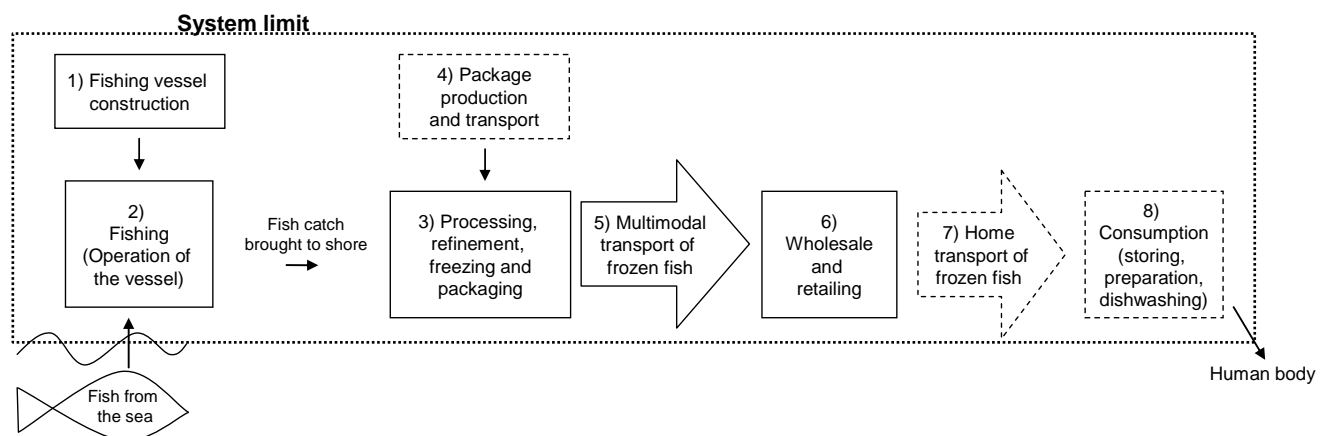 System limit
1) Fishing vessel
construction
4) Package
production
and transport
2)
Fishing
(Operation of
the vessel)
Fish catch
brought to shore
3) Processing,
refinement,
freezing and
packaging
5) Multimodal
transport of
frozen fish
6)
Wholesale
and
retailing
7) Home
transport of
frozen fish
8)
Consumption
(storing,
preparation,
dishwashing)
Fish from
the sea
Human body